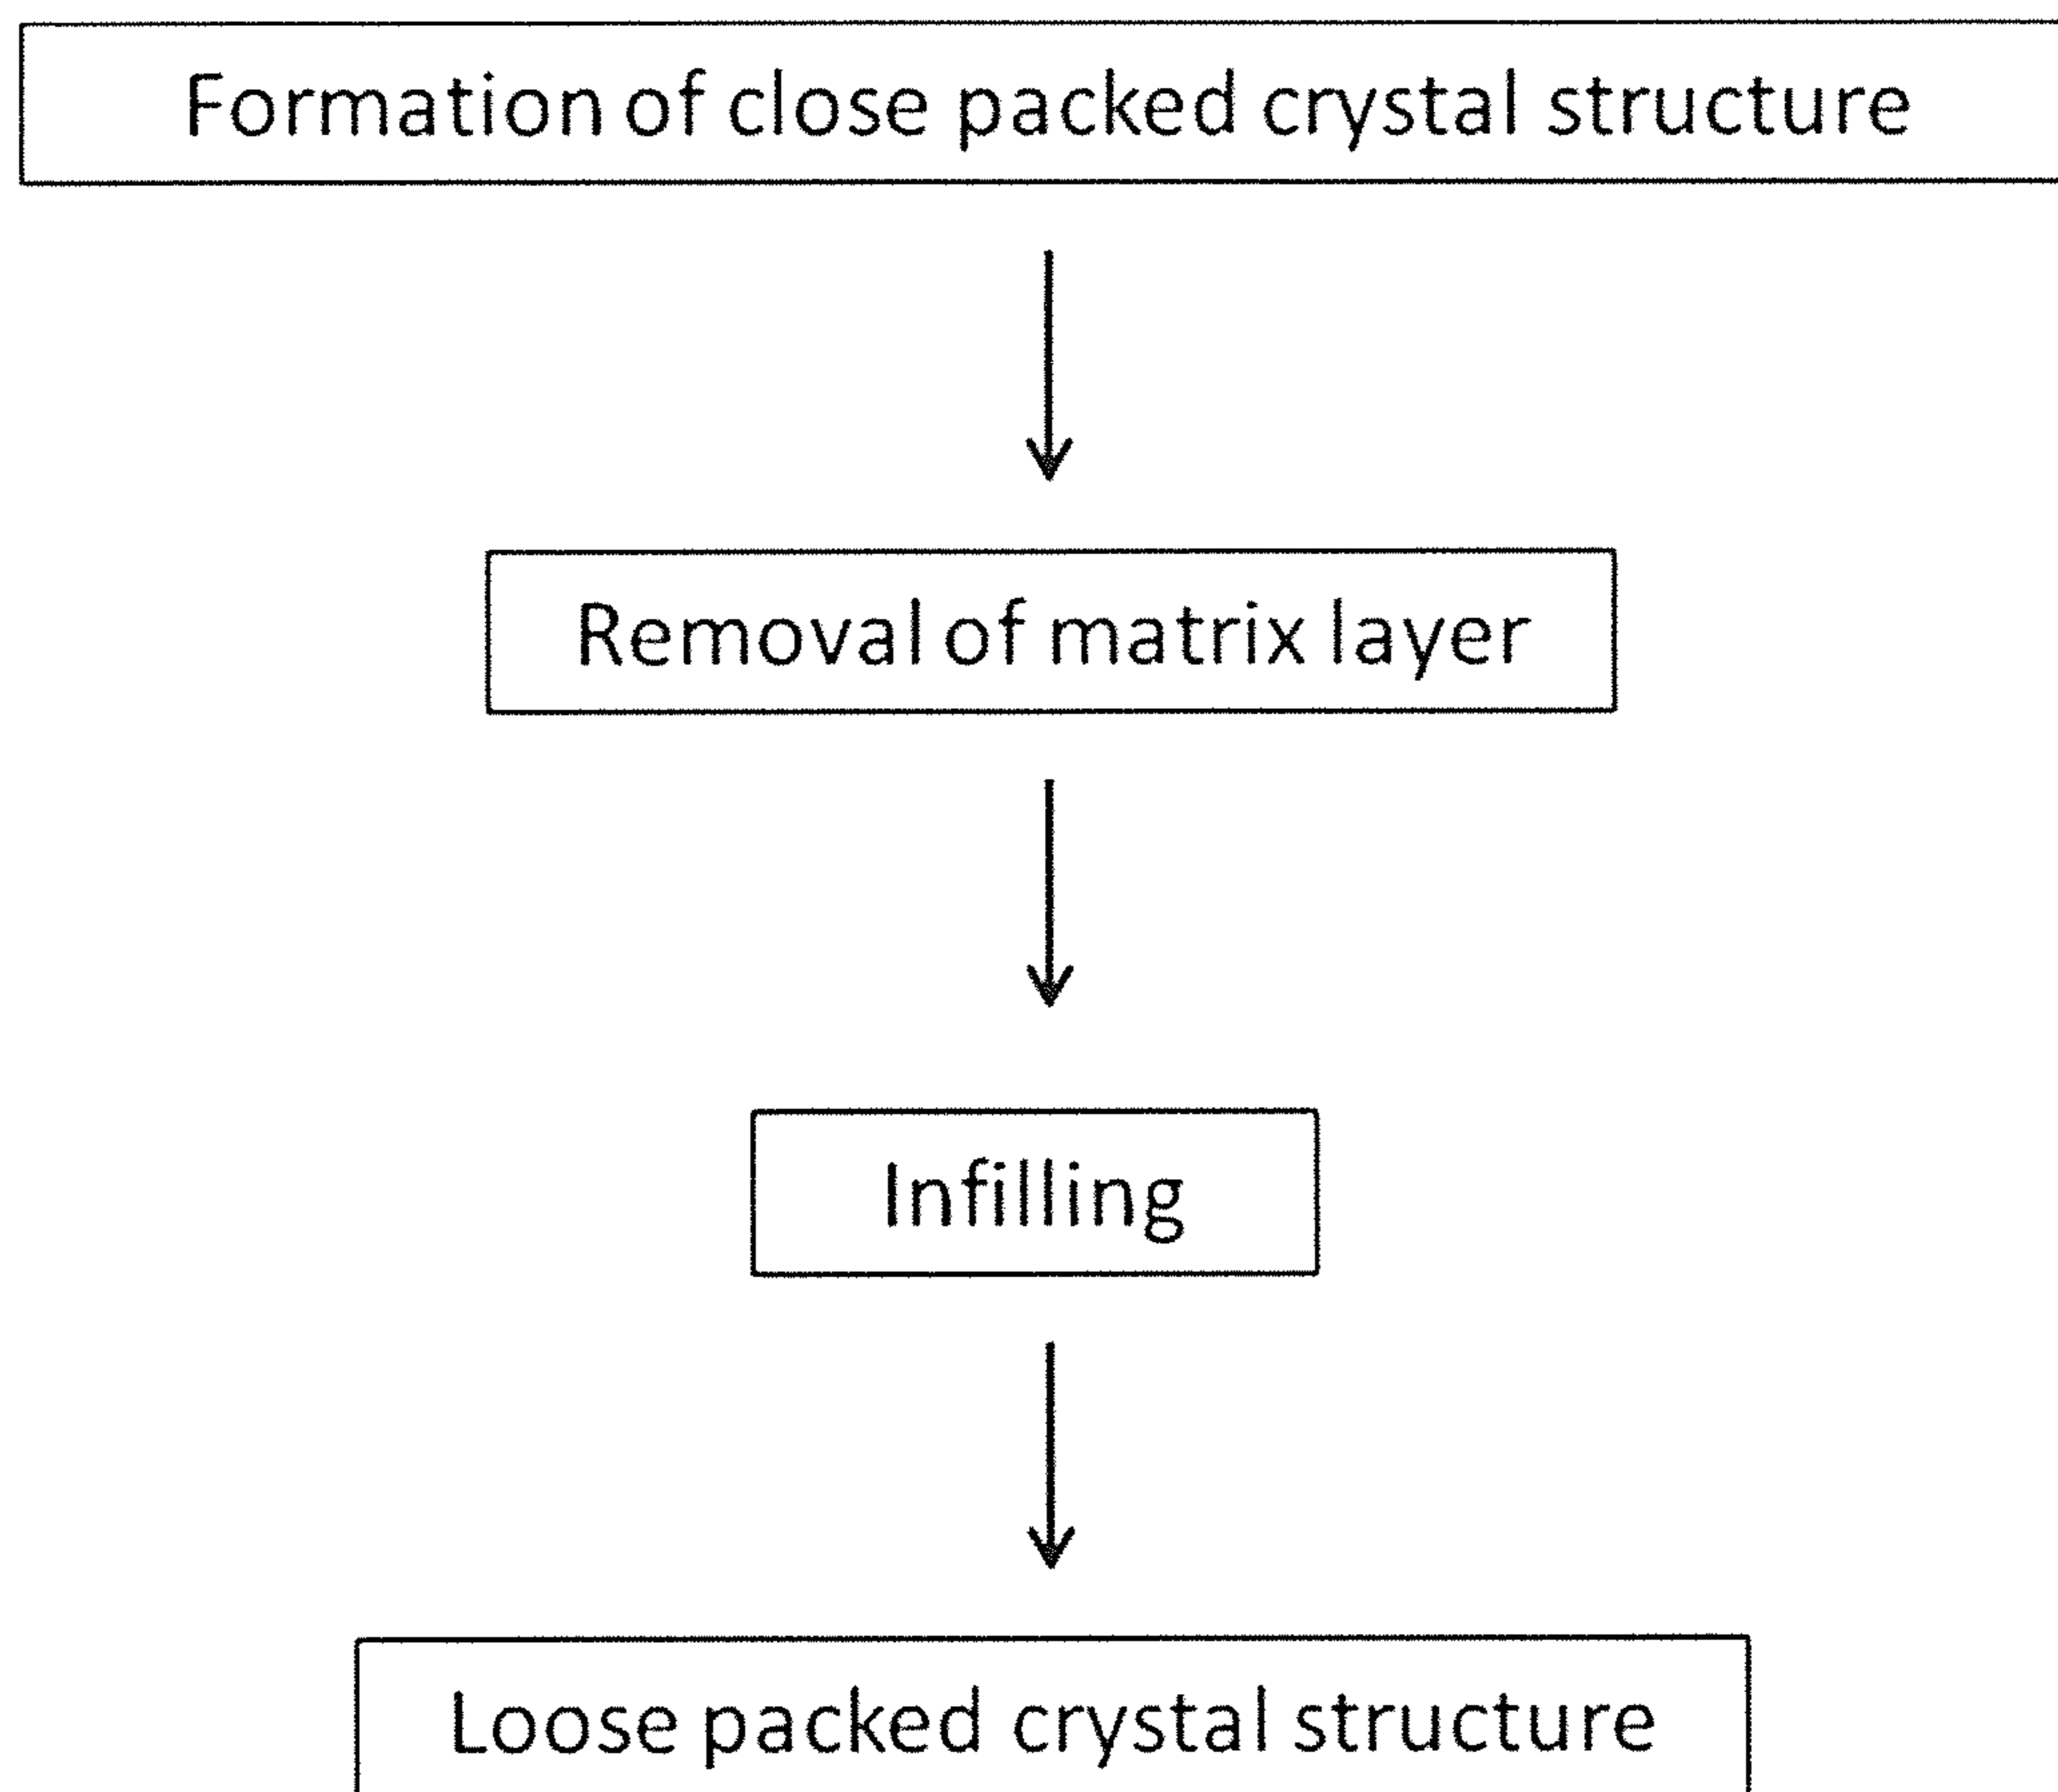 Formation of close packed crystal structure
Removal of matrix layer
Infilling
Loose packed crystal structure